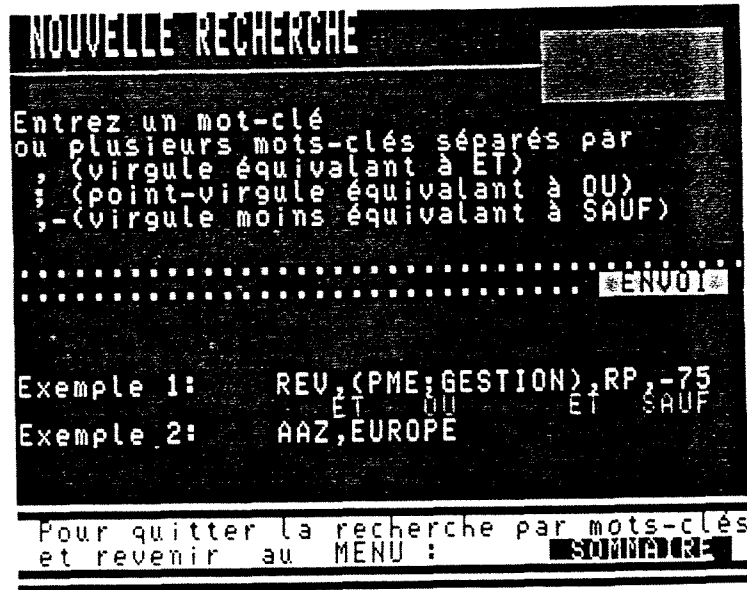 NOUVELLE RECHERCHE
Entrez un mot-clé
ou plusieurs mots-clés séparés par
, (virgule équivalant à ET)
; (point-virgule équivalant à OU)
,-(virgule moins équivalant à SAUF)
ENVOI
Exemple 1: REV,(PME;GESTION),RP,-75
ET OU ET SAUF
Exemple 2: AAZ,EUROPE
Pour quitter la recherche par mots-clés
et revenir au MENU : SOMMAIRE